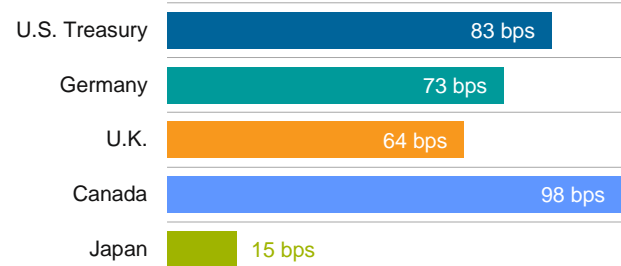 U.S. Treasury 83 bps
Germany 73 bps
U.K. 64 bps
Canada 98 bps
Japan 15 bps